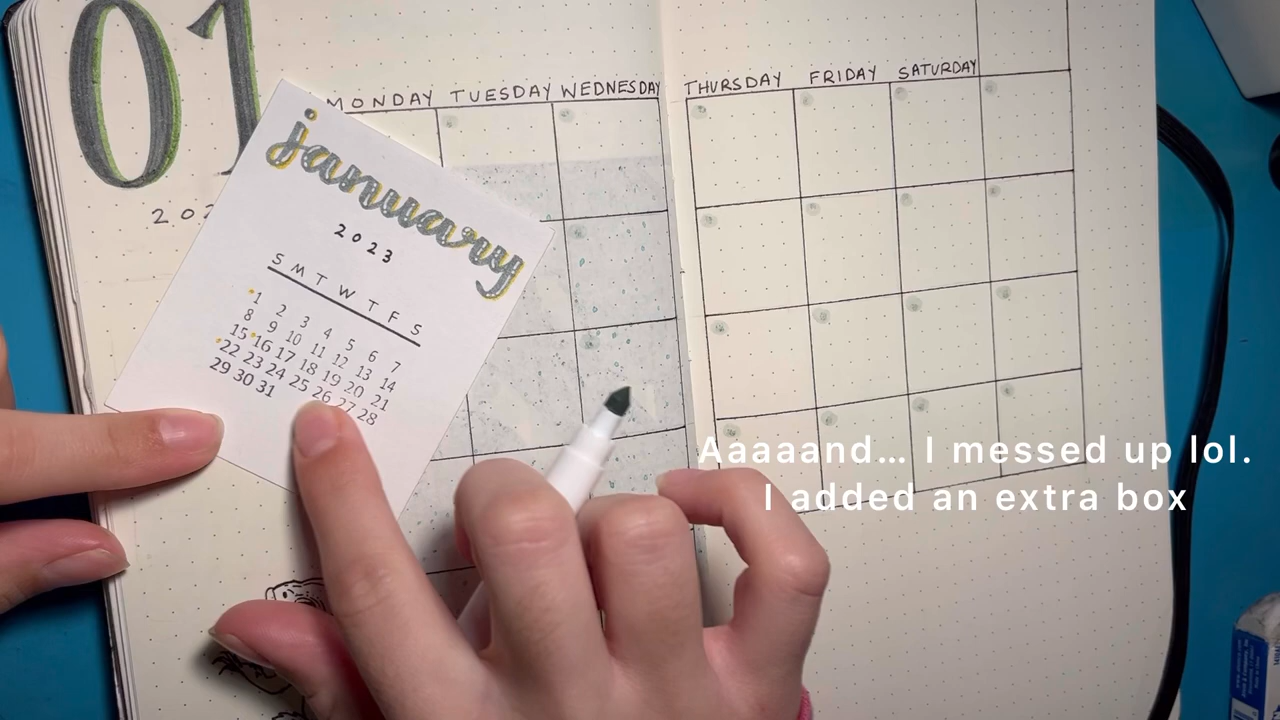 01
202
MONDAY TUESDAY WEDNESDAY THURSDAY FRIDAY SATURDAY
january
2023
S M T W T F S
1 2 3 4 5 6 7
8 9 10 11 12 13 14
15 16 17 18 19 20 21
22 23 24 25 26 27 28
29 30 31
Aaaaand... I messed up lol.
I added an extra box